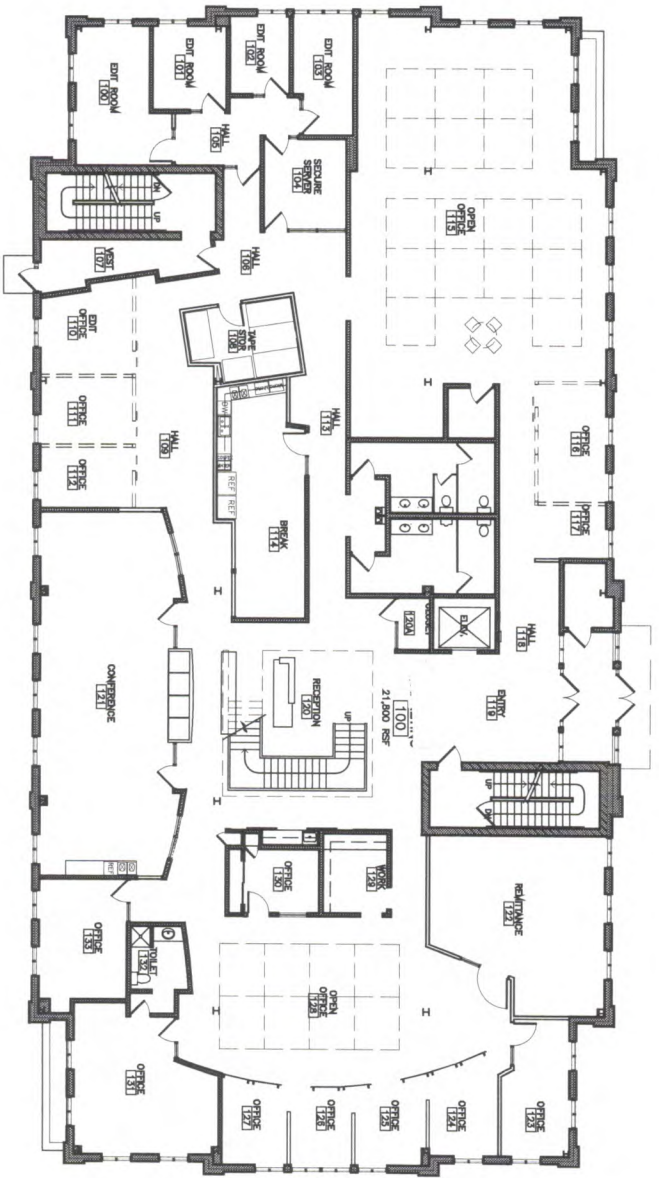 EDIT ROOM
100
EDIT ROOM
101
EDIT ROOM
102
EDIT ROOM
103
HALL
105
SECURE
SERVER
104
DN
UP
VEST
107
HALL
106
OPEN
OFFICE
115
EDIT
OFFICE
110
OFFICE
111
OFFICE
112
HALL
109
TAPE
STOR
108
HALL
113
DW
REF
REF
BREAK
114
OFFICE
116
OFFICE
117
HALL
118
ELEV.
120A
ENTRY
119
100
21,800 RSF
RECEPTION
120
UP
CONFERENCE
121
REF
UP
DN
REMITTANCE
122
WORK
129
OFFICE
130
OPEN
OFFICE
128
OFFICE
133
TOILET
132
OFFICE
131
OFFICE
127
OFFICE
126
OFFICE
125
OFFICE
124
OFFICE
123